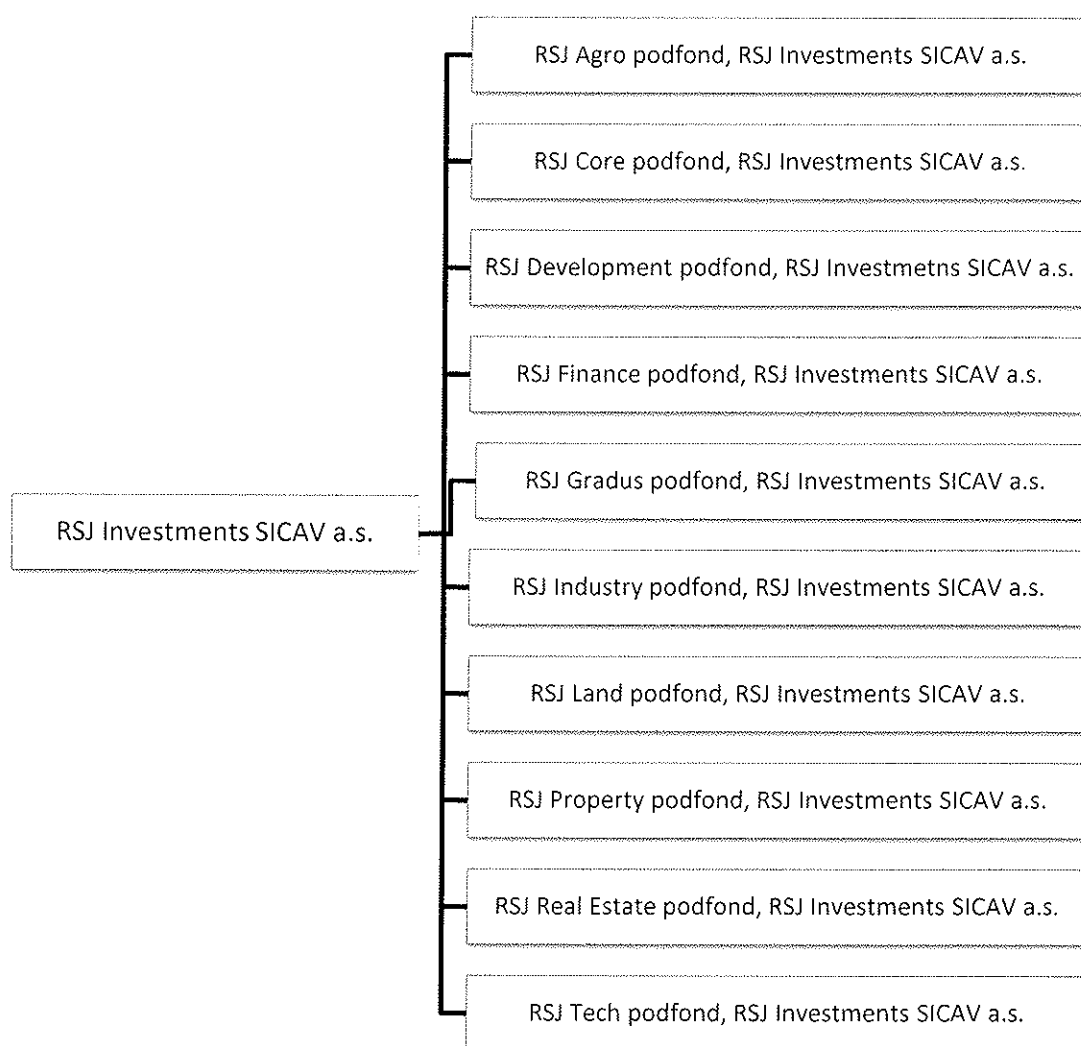 RSJ Agro podfond, RSJ Investments SICAV a.s.
RSJ Core podfond, RSJ Investments SICAV a.s.
RSJ Development podfond, RSJ Investmetns SICAV a.s.
RSJ Finance podfond, RSJ Investments SICAV a.s.
RSJ Gradus podfond, RSJ Investments SICAV a.s.
RSJ Investments SICAV a.s.
RSJ Industry podfond, RSJ Investments SICAV a.s.
RSJ Land podfond, RSJ Investments SICAV a.s.
RSJ Property podfond, RSJ Investments SICAV a.s.
RSJ Real Estate podfond, RSJ Investments SICAV a.s.
RSJ Tech podfond, RSJ Investments SICAV a.s.